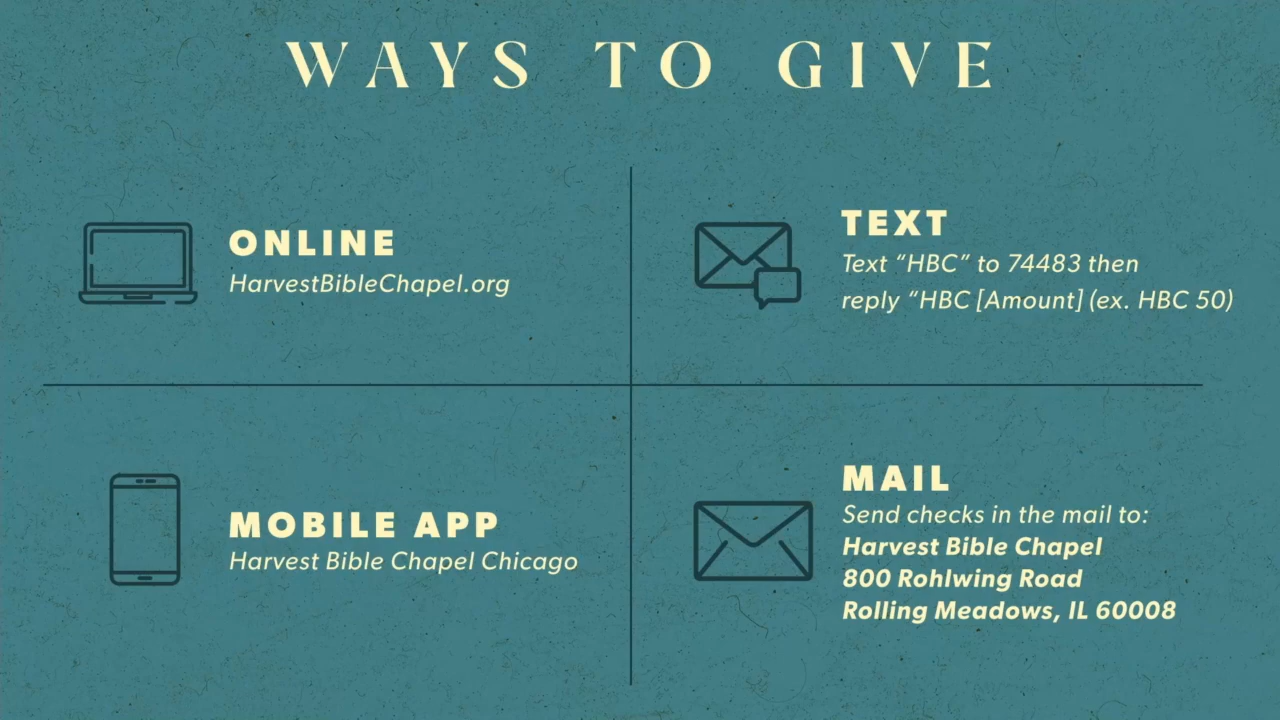 WAYS TO GIVE
ONLINE
HarvestBibleChapel.org
TEXT
Text “HBC” to 74483 then
reply “HBC [Amount] (ex. HBC 50)
MOBILE APP
Harvest Bible Chapel Chicago
MAIL
Send checks in the mail to:
Harvest Bible Chapel
800 Rohlwing Road
Rolling Meadows, IL 60008